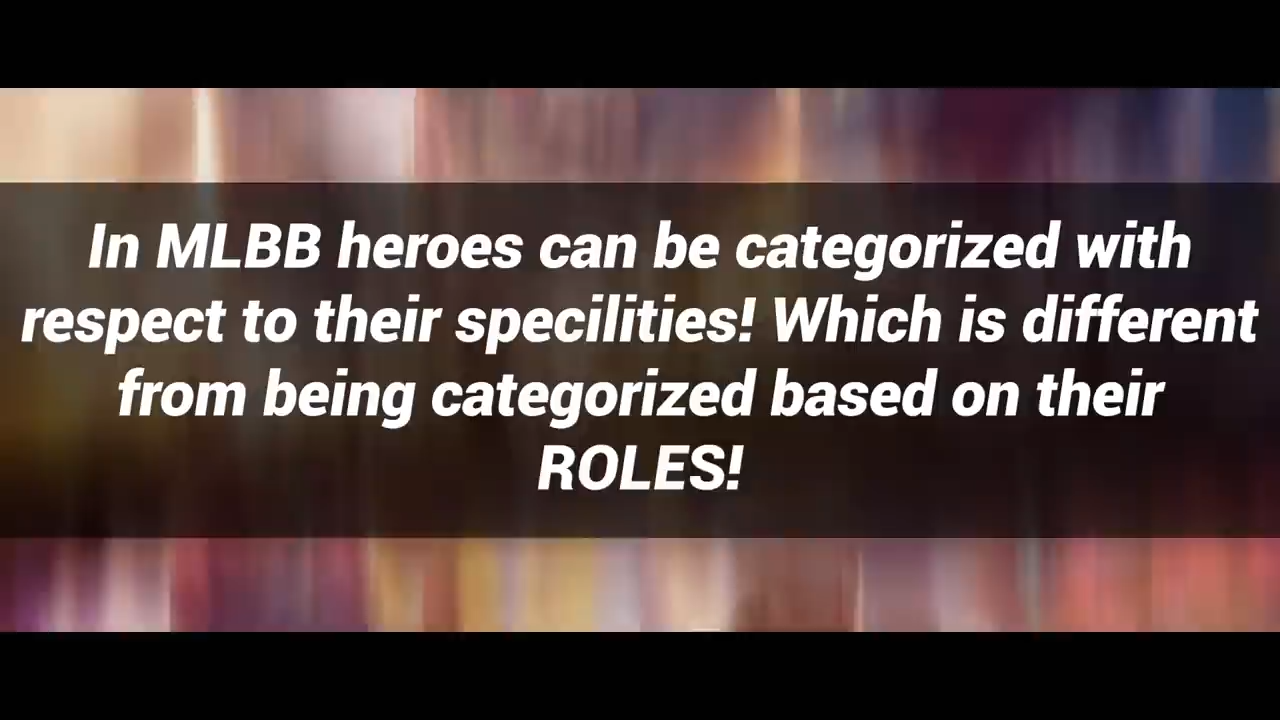 In MLBB heroes can be categorized with
respect to their specilities! Which is different
from being categorized based on their
ROLES!